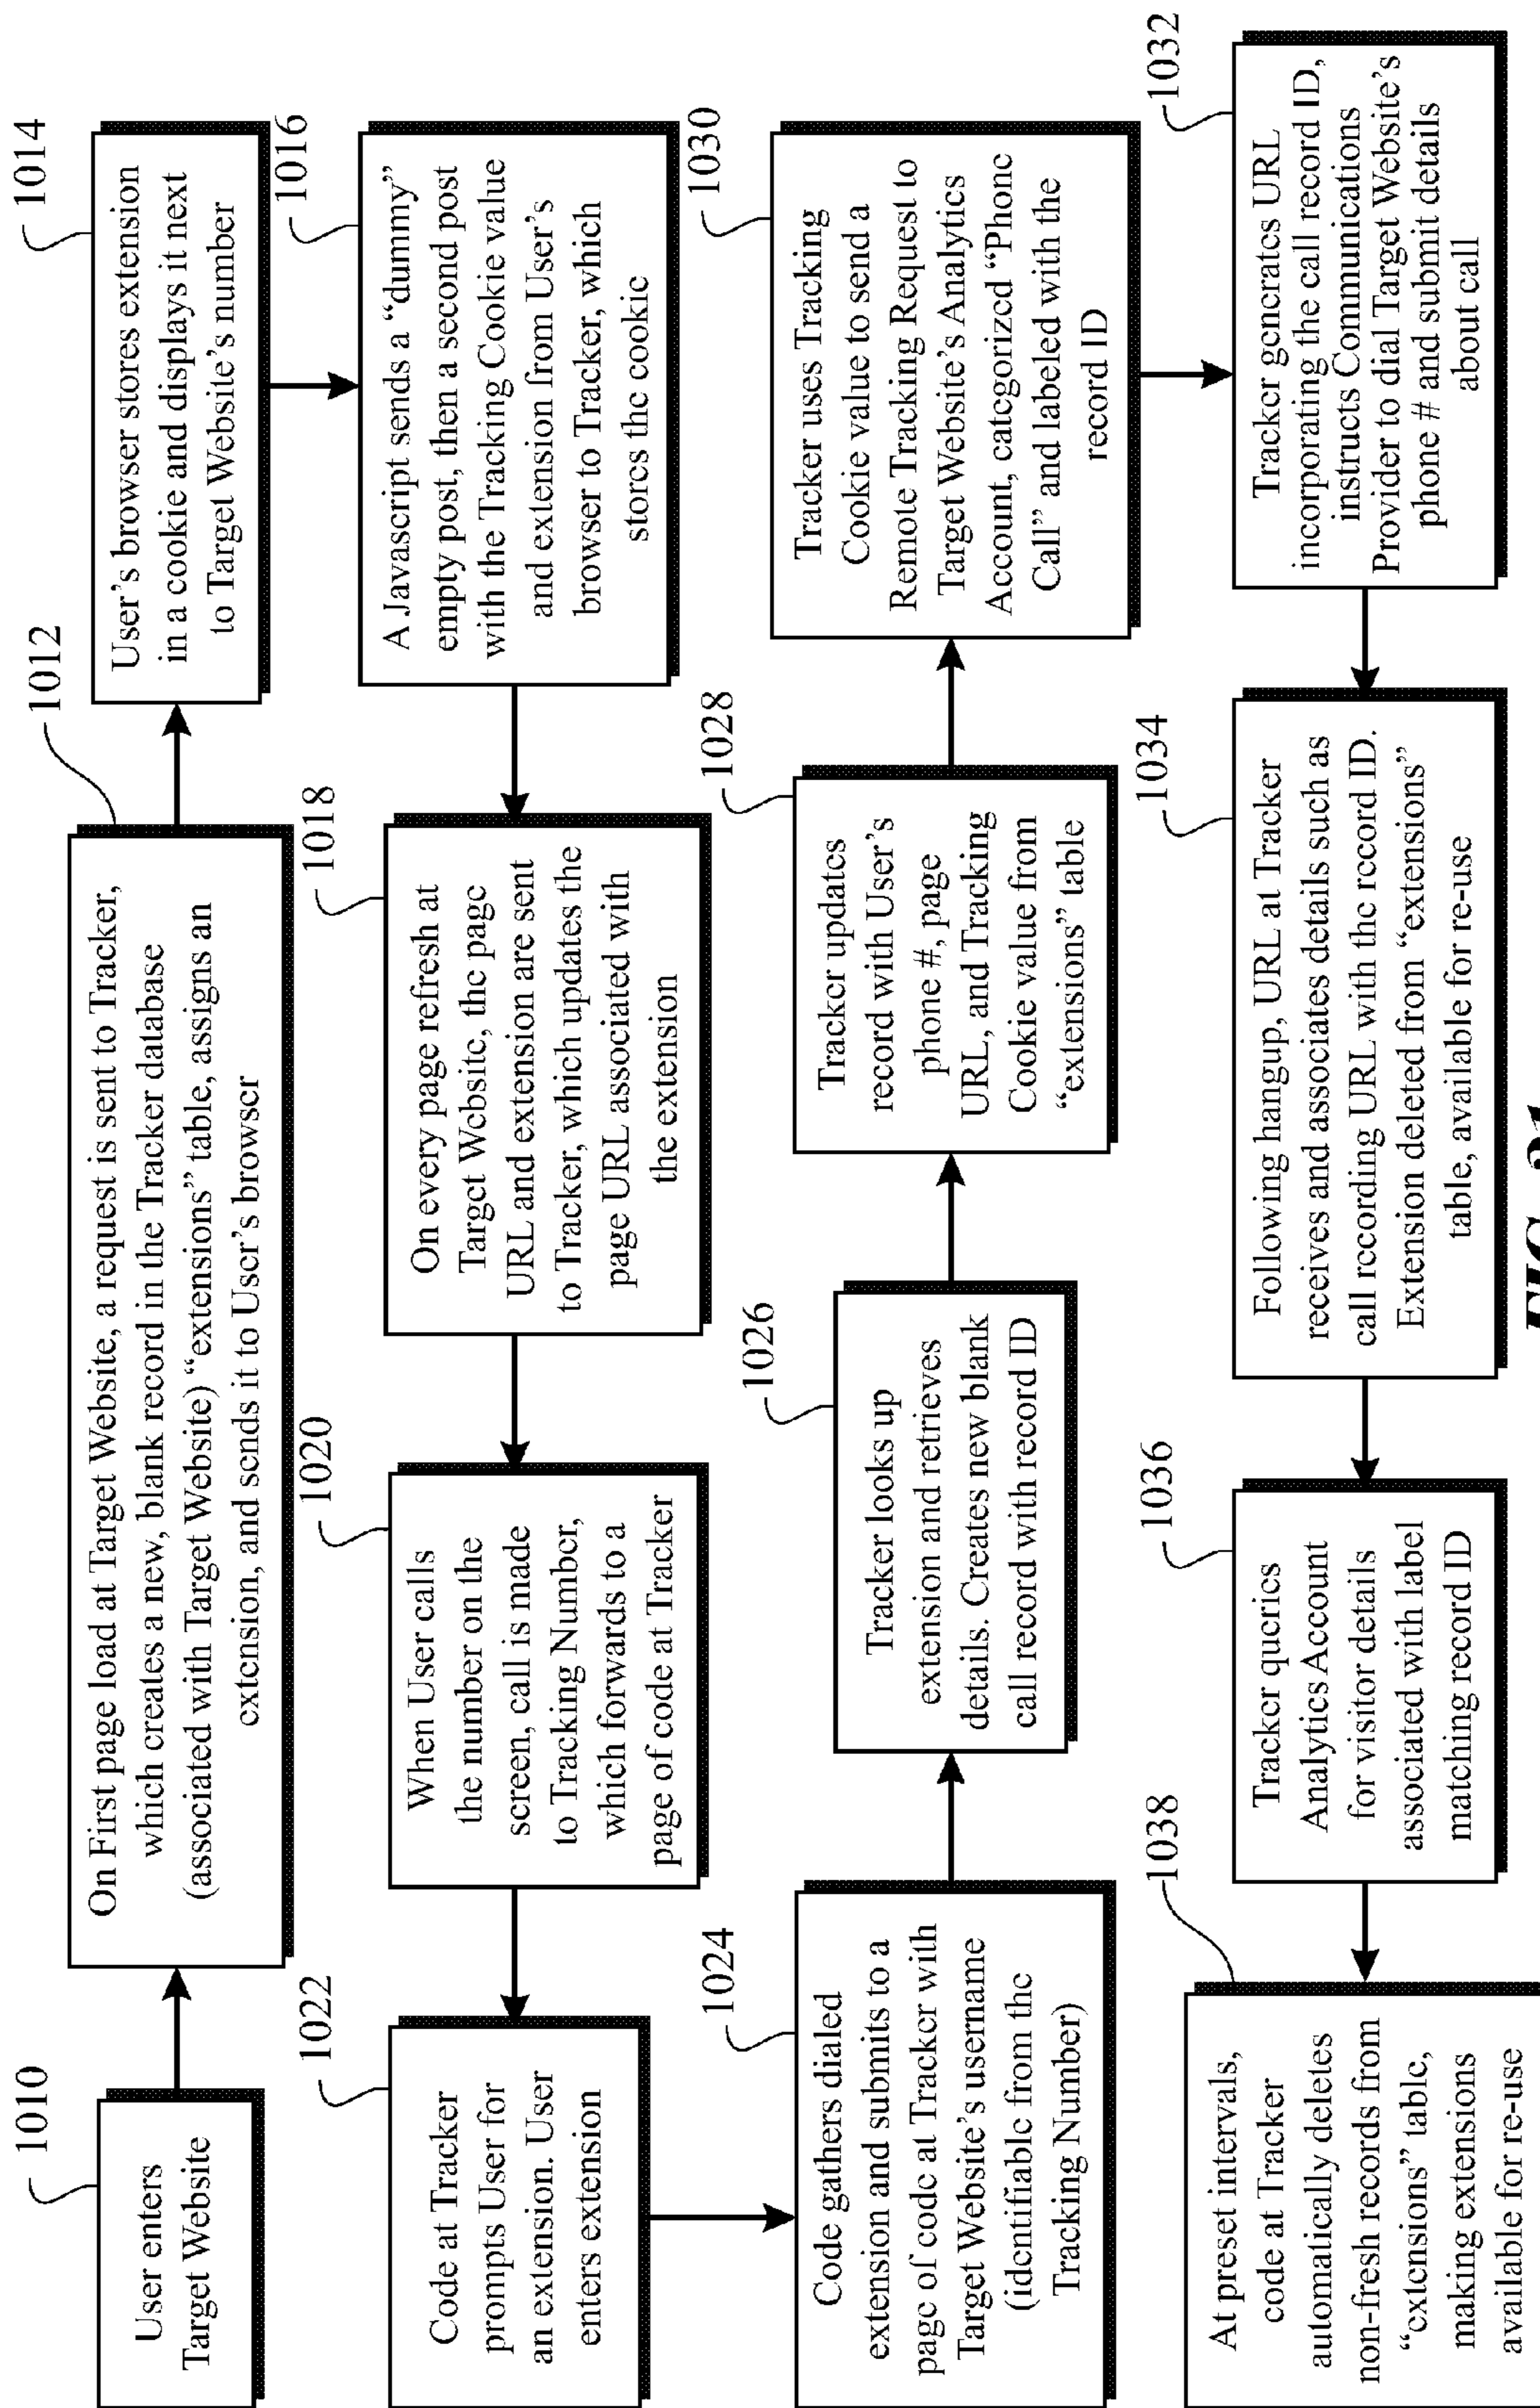 1010
User enters
Target Website
1012
On First page load at Target Website, a request is sent to Tracker,
which creates a new, blank record in the Tracker database
(associated with Target Website) “extensions” table, assigns an
extension, and sends it to User’s browser
1014
User’s browser stores extension
in a cookie and displays it next
to Target Website’s number
1016
A Javascript sends a “dummy”
empty post, then a second post
with the Tracking Cookie value
and extension from User’s
browser to Tracker, which
stores the cookie
1018
On every page refresh at
Target Website, the page
URL and extension are sent
to Tracker, which updates the
page URL associated with
the extension
1020
When User calls
the number on the
screen, call is made
to Tracking Number,
which forwards to a
page of code at Tracker
1022
Code at Tracker
prompts User for
an extension. User
enters extension
1024
Code gathers dialed
extension and submits to a
page of code at Tracker with
Target Website’s username
(identifiable from the
Tracking Number)
1026
Tracker looks up
extension and retrieves
details. Creates new blank
call record with record ID
1028
Tracker updates
record with User’s
phone #, page
URL, and Tracking
Cookie value from
“extensions” table
1030
Tracker uses Tracking
Cookie value to send a
Remote Tracking Request to
Target Website’s Analytics
Account, categorized “Phone
Call” and labeled with the
record ID
1032
Tracker generates URL
incorporating the call record ID,
instructs Communications
Provider to dial Target Website’s
phone # and submit details
about call
1034
Following hangup, URL at Tracker
receives and associates details such as
call recording URL with the record ID.
Extension deleted from “extensions”
table, available for re-use
1036
Tracker queries
Analytics Account
for visitor details
associated with label
matching record ID
1038
At preset intervals,
code at Tracker
automatically deletes
non-fresh records from
“extensions” table,
making extensions
available for re-use
FIG.